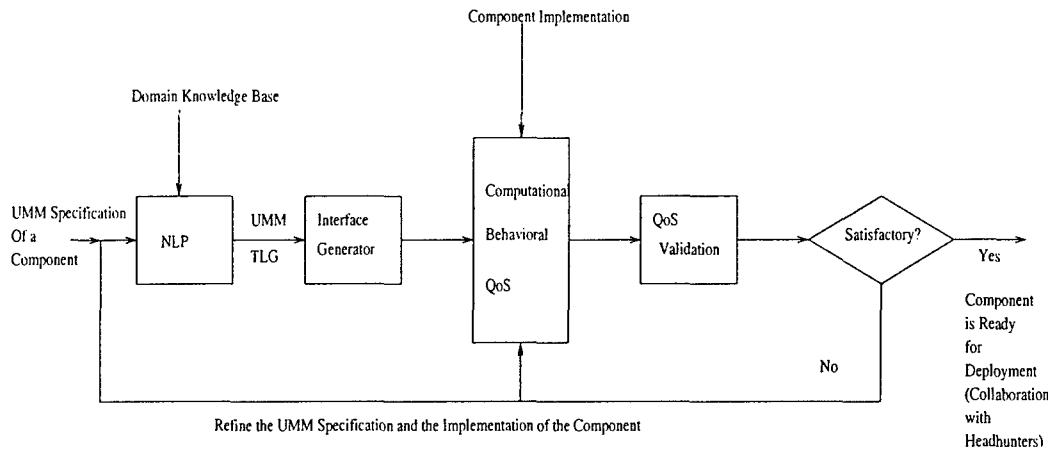 Component Implementation
Domain Knowledge Base
UMM Specification
Of a
Component
NLP
UMM
TLG
Interface
Generator
Computational
Behavioral
QoS
QoS
Validation
Satisfactory?
Yes
No
Component
is Ready
for
Deployment
(Collaboration
with
Headhunters)
Refine the UMM Specification and the Implementation of the Component